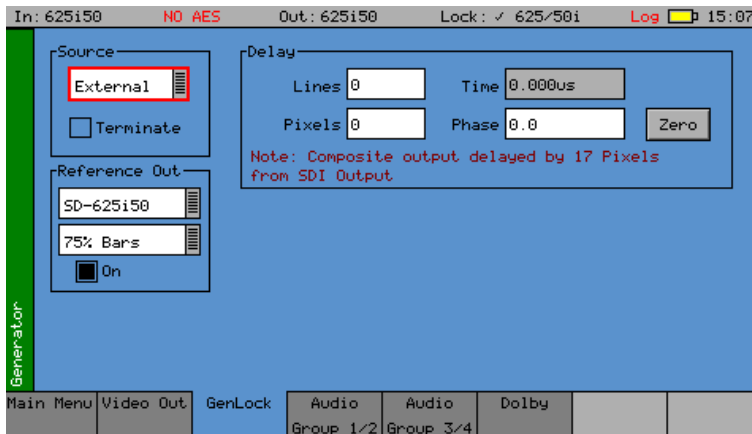 In: 625i50 NO AES Out: 625i50 Lock: ✓ 625/50i Log 15:07
Source
External
Terminate
Reference Out
SD-625i50
75% Bars
On
Delay
Lines 0 Time 0.000us
Pixels 0 Phase 0.0 Zero
Note: Composite output delayed by 17 Pixels
from SDI Output
Generator
Main Menu Video Out GenLock Audio Group 1/2 Audio Group 3/4 Dolby